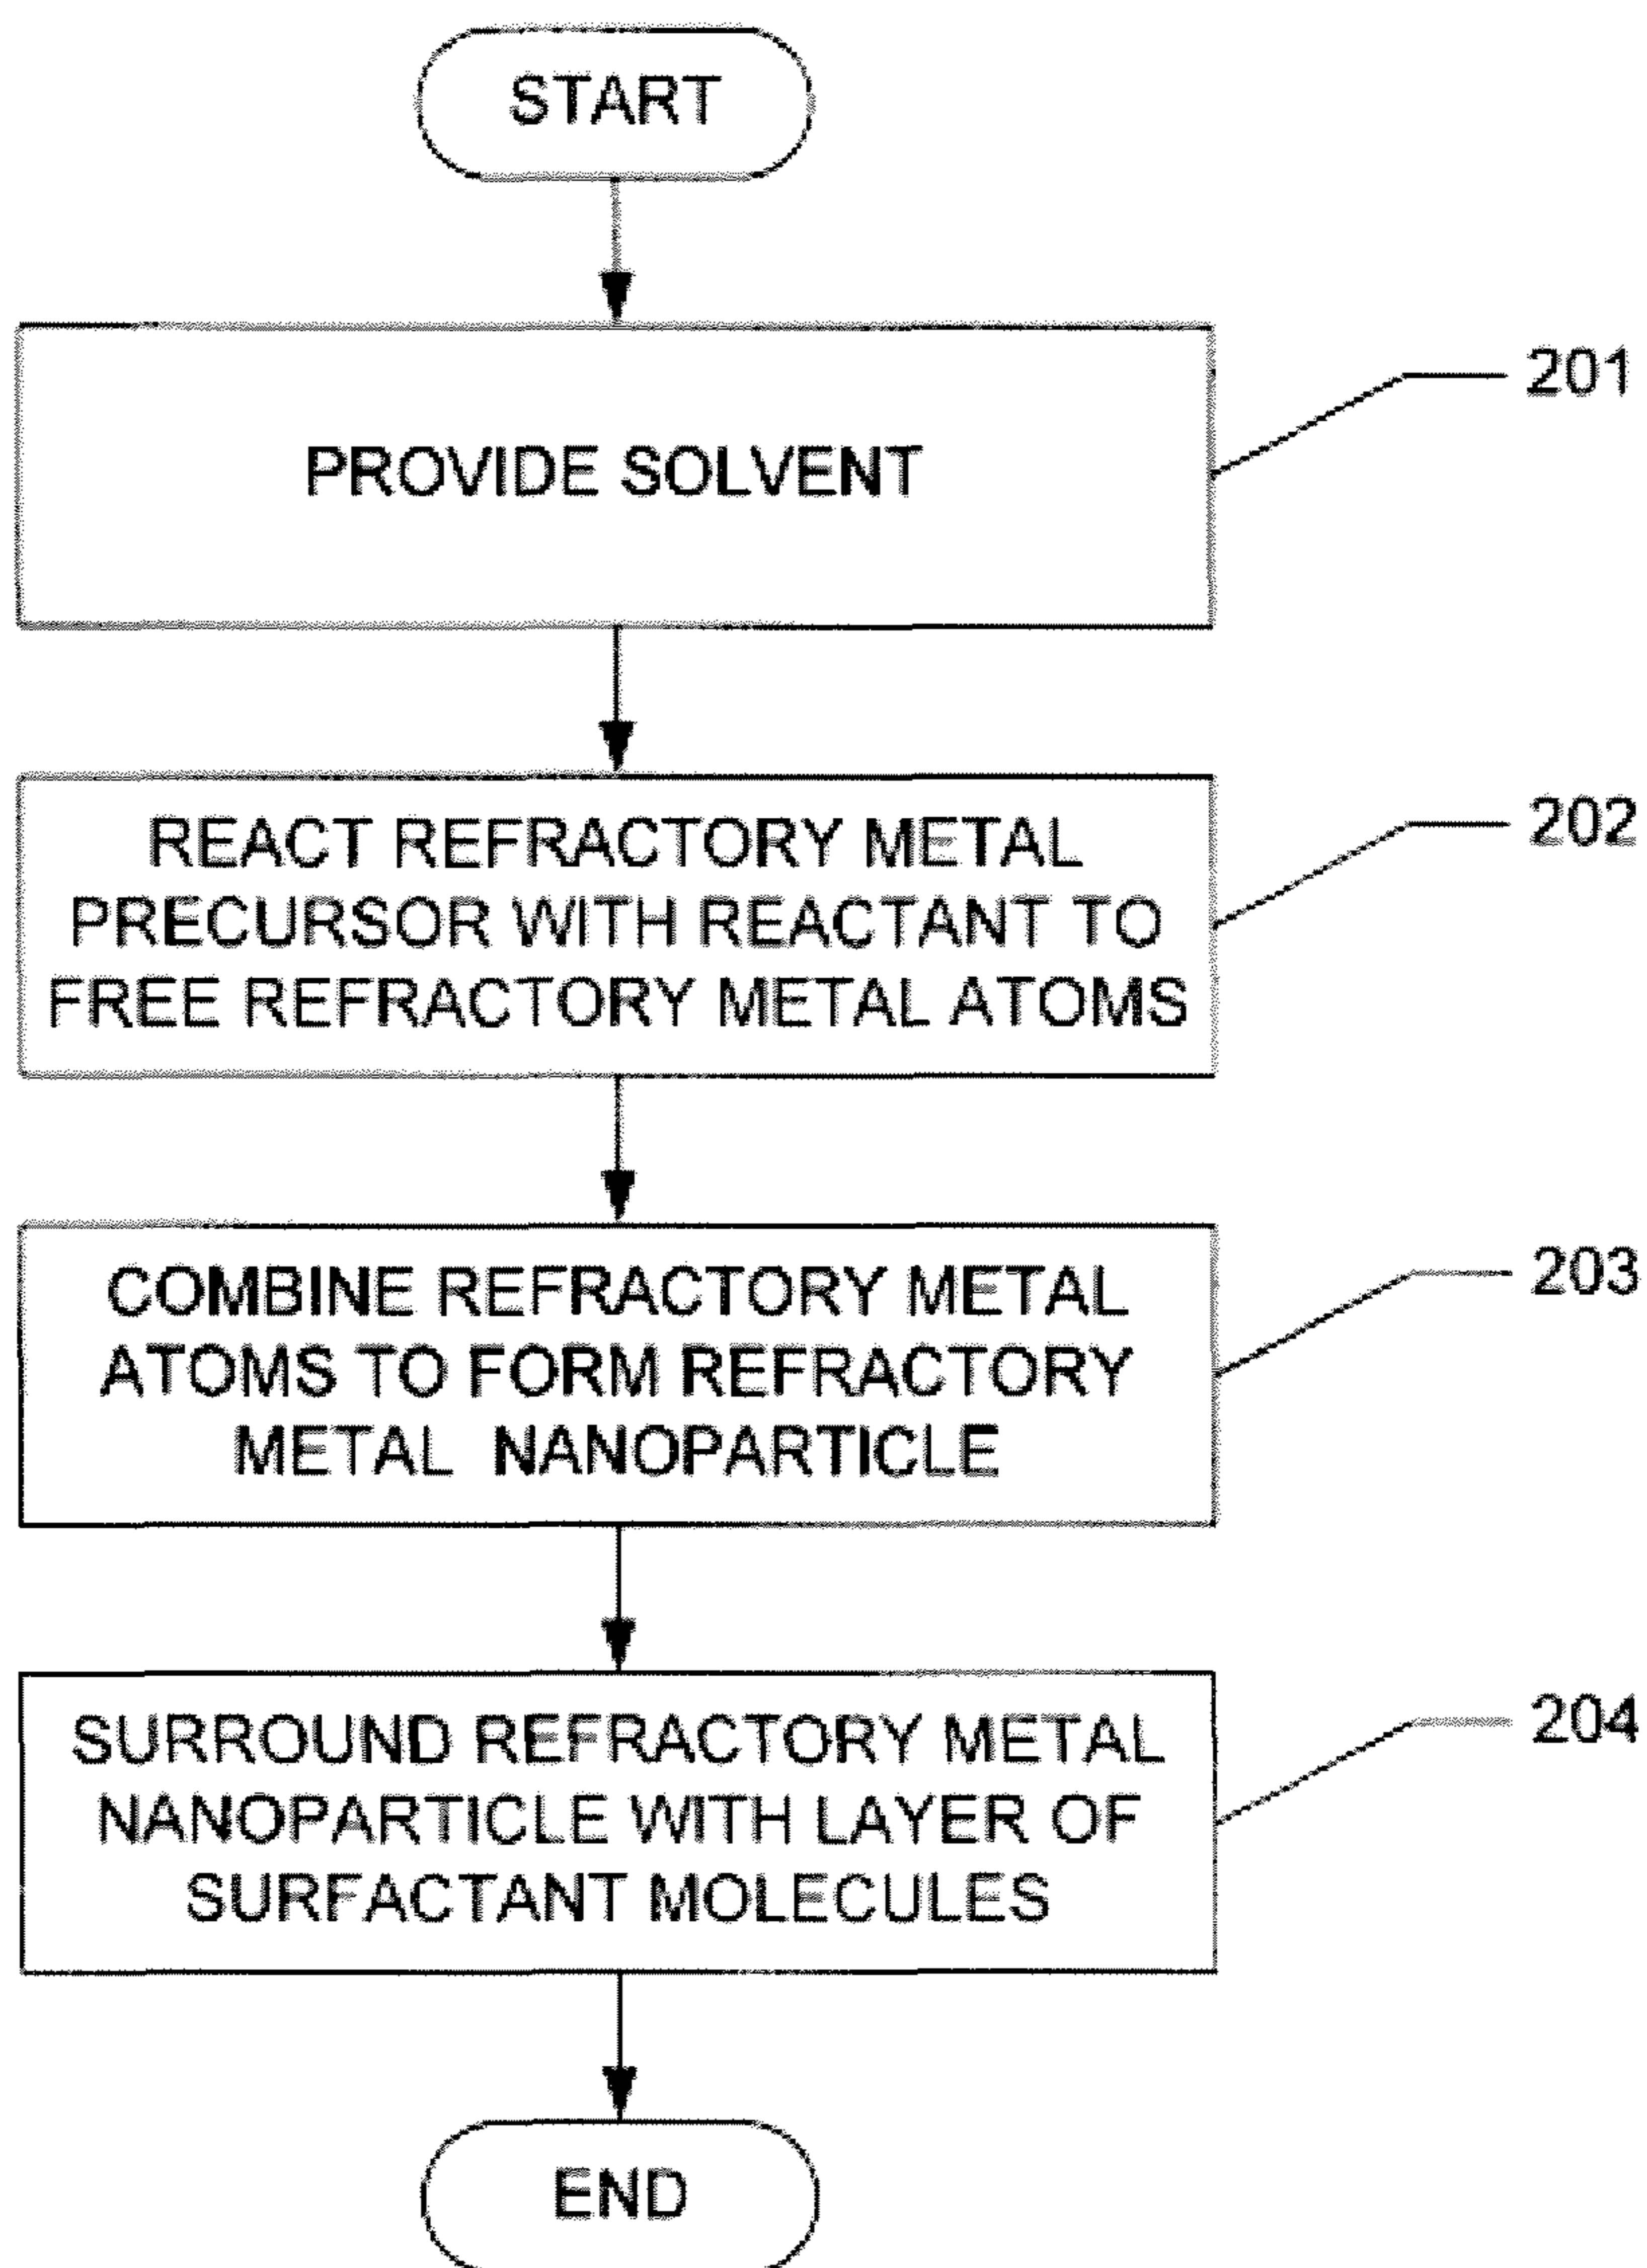 START
PROVIDE SOLVENT
201
REACT REFRACTORY METAL
PRECURSOR WITH REACTANT TO
FREE REFRACTORY METAL ATOMS
202
COMBINE REFRACTORY METAL
ATOMS TO FORM REFRACTORY
METAL NANOPARTICLE
203
SURROUND REFRACTORY METAL
NANOPARTICLE WITH LAYER OF
SURFACTANT MOLECULES
204
END